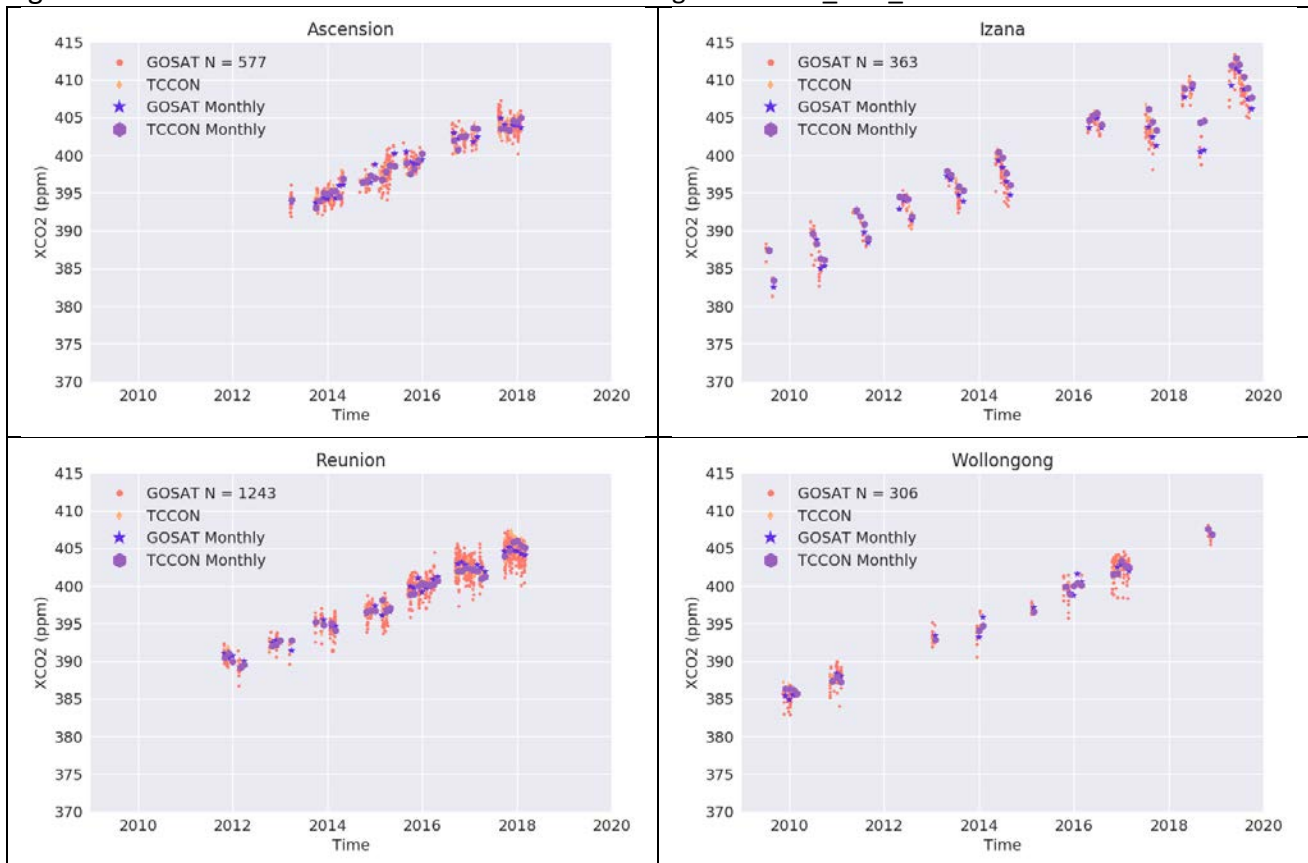 Ascension
415
410
405
400
395
390
385
380
375
370
XCO2 (ppm)
GOSAT N = 577
TCCON
GOSAT Monthly
TCCON Monthly
2010 2012 2014 2016 2018 2020
Time
Izana
415
410
405
400
395
390
385
380
375
370
XCO2 (ppm)
GOSAT N = 363
TCCON
GOSAT Monthly
TCCON Monthly
2010 2012 2014 2016 2018 2020
Time
Reunion
415
410
405
400
395
390
385
380
375
370
XCO2 (ppm)
GOSAT N = 1243
TCCON
GOSAT Monthly
TCCON Monthly
2010 2012 2014 2016 2018 2020
Time
Wollongong
415
410
405
400
395
390
385
380
375
370
XCO2 (ppm)
GOSAT N = 306
TCCON
GOSAT Monthly
TCCON Monthly
2010 2012 2014 2016 2018 2020
Time